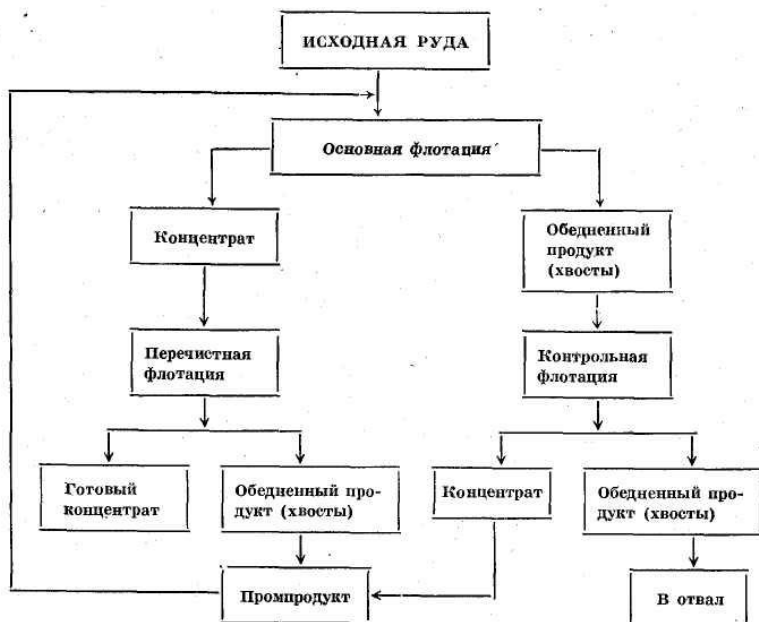 ИСХОДНАЯ РУДА
Основная флотация
Концентрат
Обедненный
продукт
(хвосты)
Перечистная
флотация
Контрольная
флотация
Готовый
концентрат
Обедненный про-
дукт (хвосты)
Концентрат
Обедненный про-
дукт (хвосты)
Промпродукт
В отвал